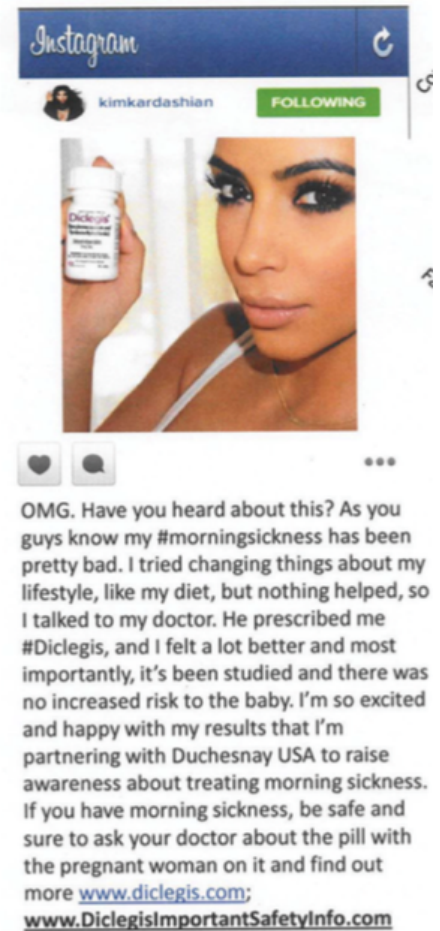 Instagram
kimkardashian
FOLLOWING
Diclegis
OMG. Have you heard about this? As you
guys know my #morningsickness has been
pretty bad. I tried changing things about my
lifestyle, like my diet, but nothing helped, so
I talked to my doctor. He prescribed me
#Diclegis, and I felt a lot better and most
importantly, it's been studied and there was
no increased risk to the baby. I'm so excited
and happy with my results that I'm
partnering with Duchesnay USA to raise
awareness about treating morning sickness.
If you have morning sickness, be safe and
sure to ask your doctor about the pill with
the pregnant woman on it and find out
more www.diclegis.com;
www.DiclegisImportantSafetyInfo.com